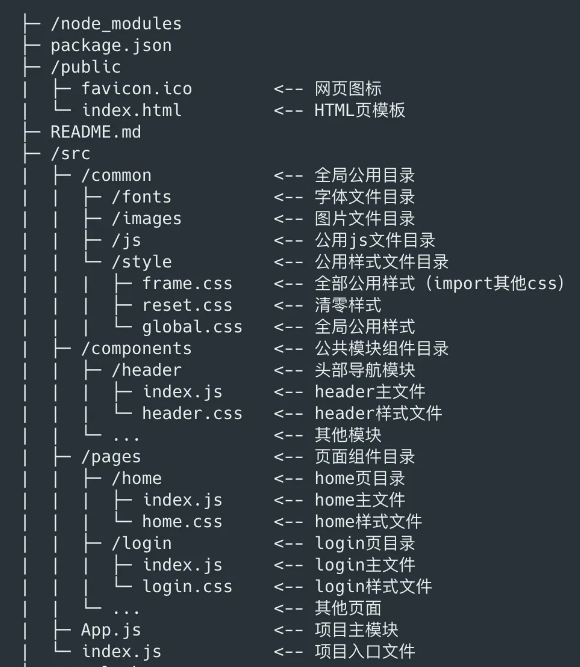 ├─ /node_modules
├─ package.json
├─ /public
|  ├─ favicon.ico        <-- 网页图标
|  └─ index.html         <-- HTML页模板
├─ README.md
├─ /src
|  ├─ /common            <-- 全局公用目录
|  |  ├─ /fonts          <-- 字体文件目录
|  |  ├─ /images         <-- 图片文件目录
|  |  ├─ /js             <-- 公用js文件目录
|  |  └─ /style          <-- 公用样式文件目录
|  |  |  ├─ frame.css    <-- 全部公用样式（import其他css）
|  |  |  ├─ reset.css    <-- 清零样式
|  |  |  └─ global.css   <-- 全局公用样式
|  ├─ /components        <-- 公共模块组件目录
|  |  ├─ /header         <-- 头部导航模块
|  |  |  ├─ index.js     <-- header主文件
|  |  |  └─ header.css   <-- header样式文件
|  |  └─ ...             <-- 其他模块
|  ├─ /pages             <-- 页面组件目录
|  |  ├─ /home           <-- home页目录
|  |  |  ├─ index.js     <-- home主文件
|  |  |  └─ home.css     <-- home样式文件
|  |  ├─ /login          <-- login页目录
|  |  |  ├─ index.js     <-- login主文件
|  |  |  └─ login.css    <-- login样式文件
|  |  └─ ...             <-- 其他页面
|  ├─ App.js             <-- 项目主模块
|  └─ index.js           <-- 项目入口文件